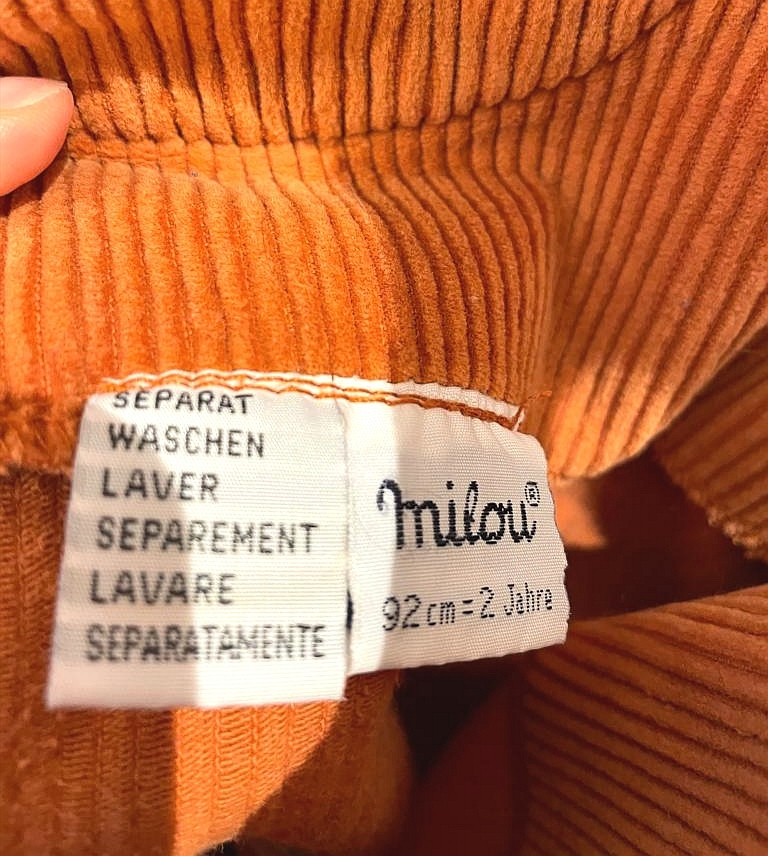 SEPARAT
WASCHEN
LAVER
SEPAREMENT
LAVARE
SEPARATAMENTE
milou®
92 cm = 2 Jahre